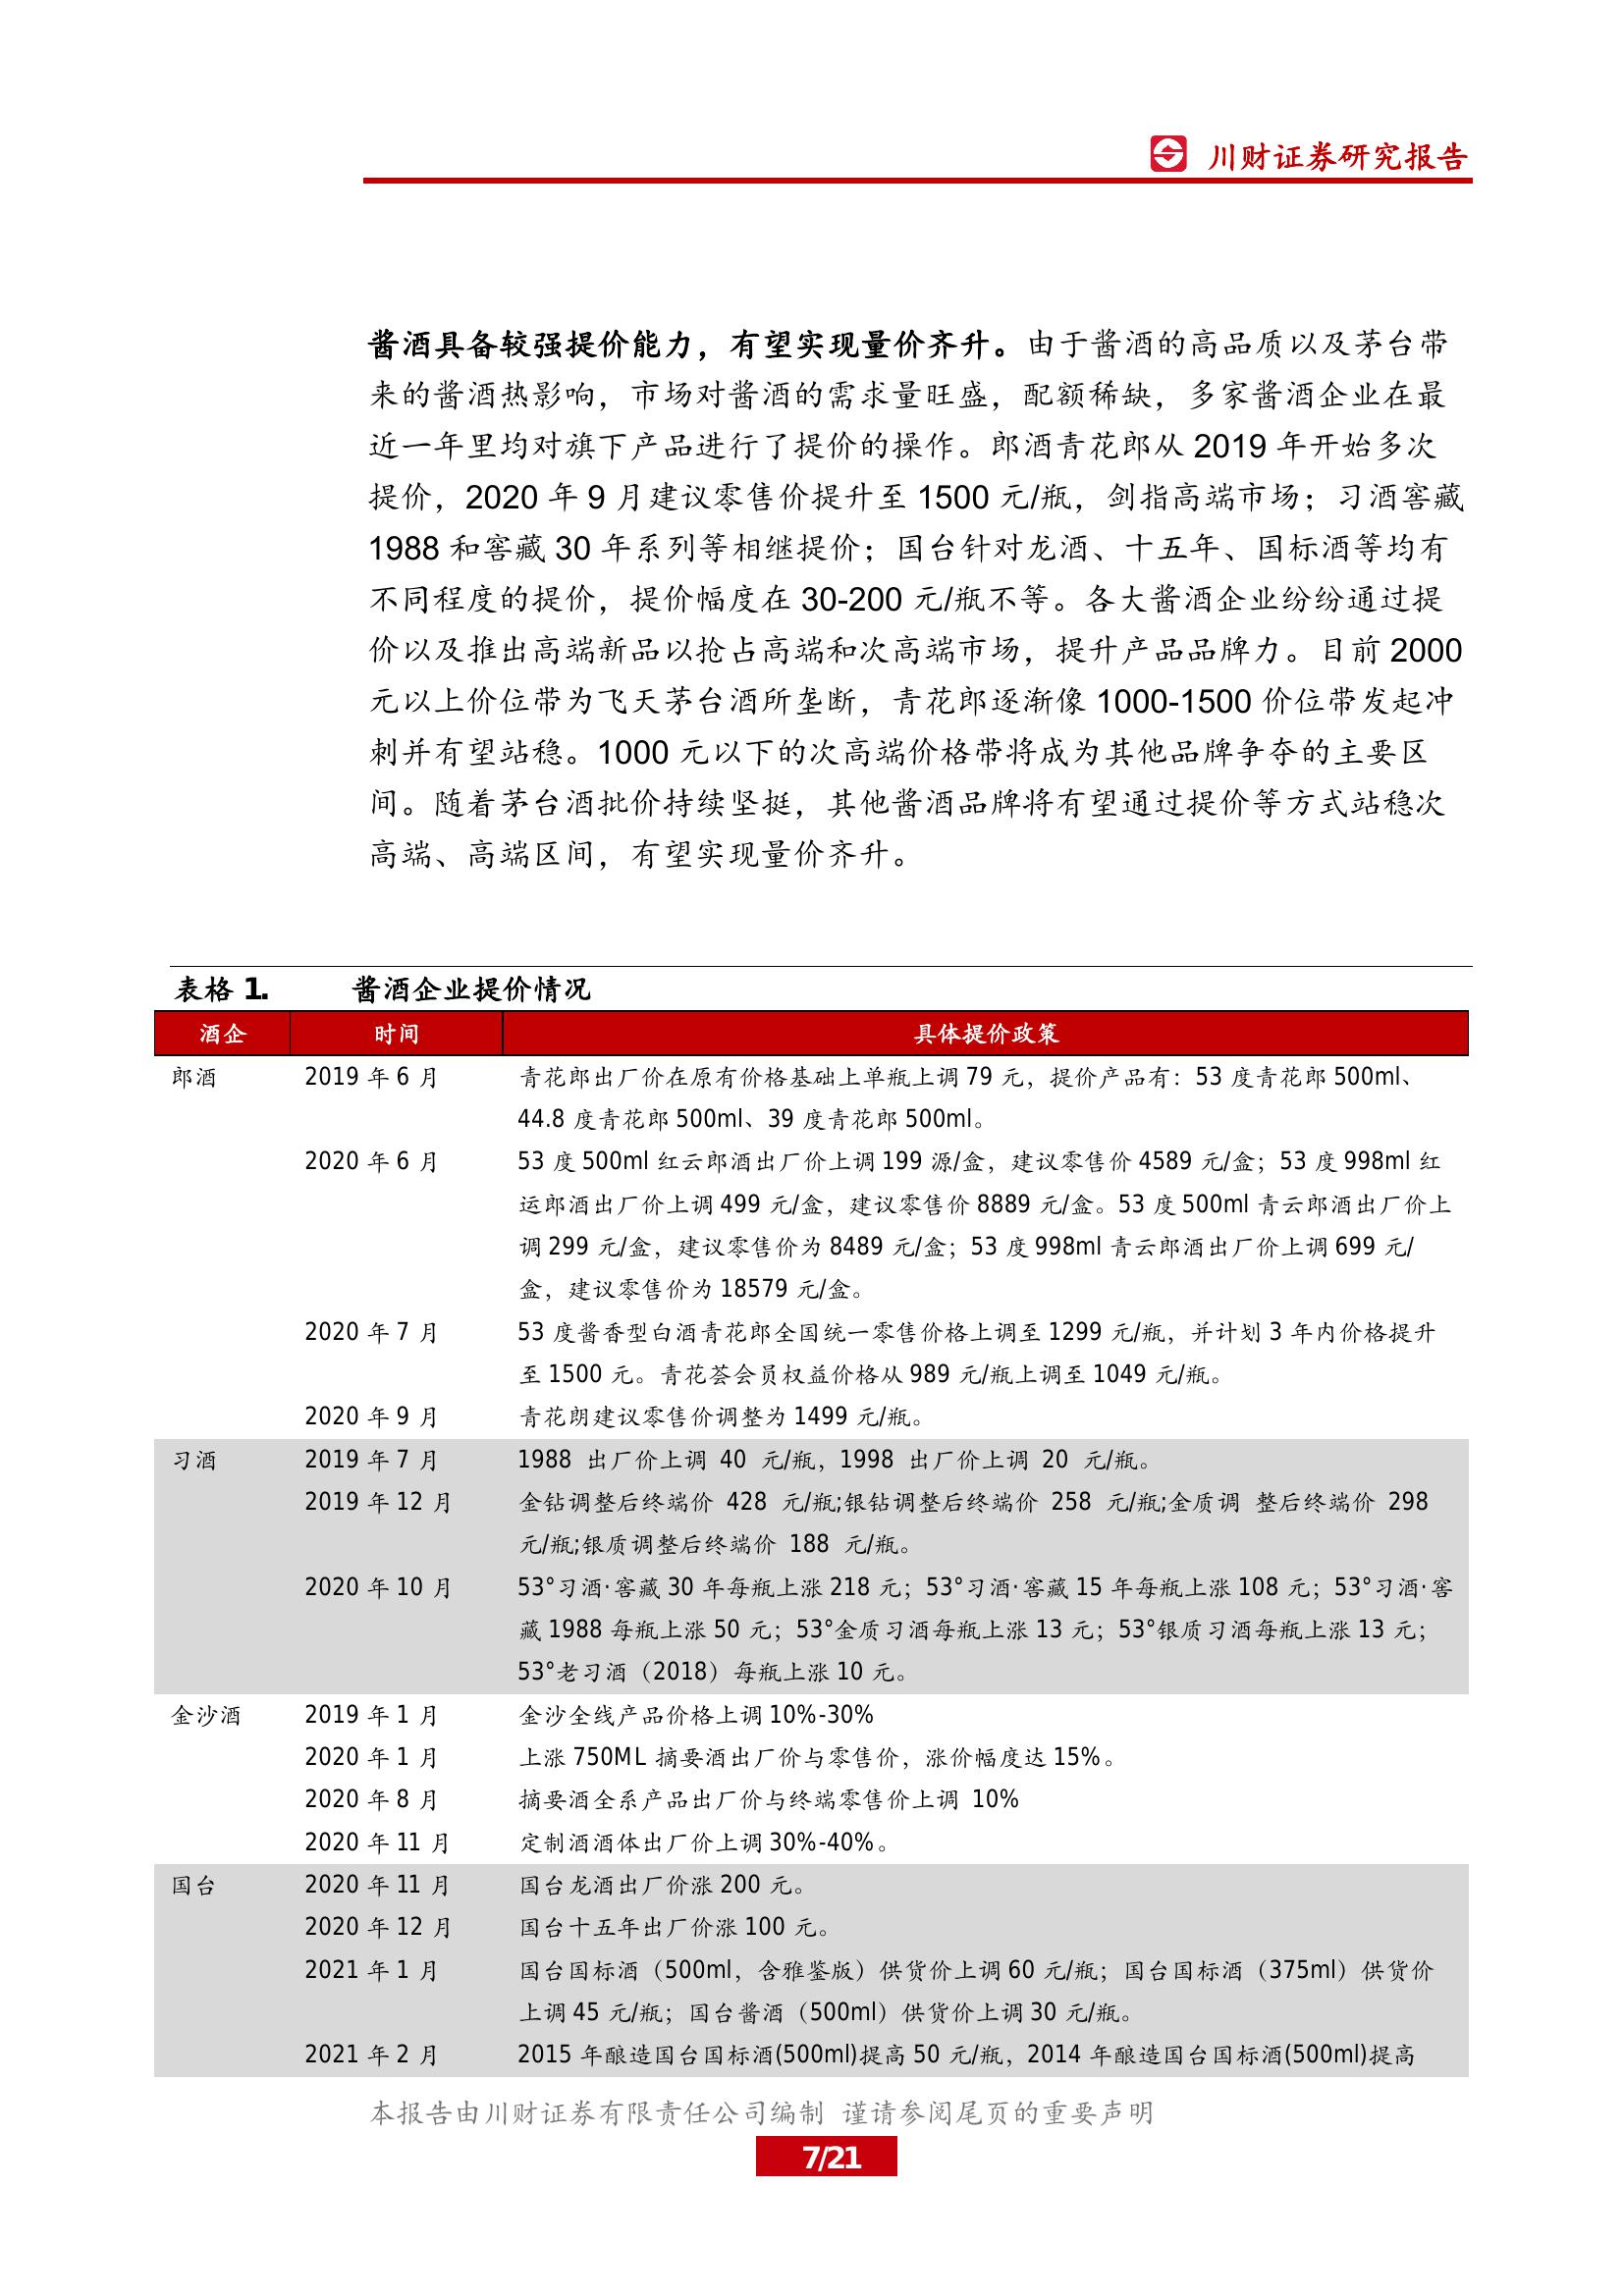 川财证券研究报告
酱酒具备较强提价能力，有望实现量价齐升。由于酱酒的高品质以及茅台带
来的酱酒热影响，市场对酱酒的需求量旺盛，配额稀缺，多家酱酒企业在最
近一年里均对旗下产品进行了提价的操作。郎酒青花郎从 2019 年开始多次
提价，2020 年 9 月建议零售价提升至 1500 元/瓶，剑指高端市场；习酒窖藏
1988 和窖藏 30 年系列等相继提价；国台针对龙酒、十五年、国标酒等均有
不同程度的提价，提价幅度在 30-200 元/瓶不等。各大酱酒企业纷纷通过提
价以及推出高端新品以抢占高端和次高端市场，提升产品品牌力。目前 2000
元以上价位带为飞天茅台酒所垄断，青花郎逐渐像 1000-1500 价位带发起冲
刺并有望站稳。1000 元以下的次高端价格带将成为其他品牌争夺的主要区
间。随着茅台酒批价持续坚挺，其他酱酒品牌将有望通过提价等方式站稳次
高端、高端区间，有望实现量价齐升。
表格 1. 酱酒企业提价情况
酒企 时间 具体提价政策
郎酒 2019 年 6 月 青花郎出厂价在原有价格基础上单瓶上调 79 元，提价产品有：53 度青花郎 500ml、
44.8 度青花郎 500ml、39 度青花郎 500ml。
2020 年 6 月 53 度 500ml 红云郎酒出厂价上调 199 源/盒，建议零售价 4589 元/盒；53 度 998ml 红
运郎酒出厂价上调 499 元/盒，建议零售价 8889 元/盒。53 度 500ml 青云郎酒出厂价上
调 299 元/盒，建议零售价为 8489 元/盒；53 度 998ml 青云郎酒出厂价上调 699 元/
盒，建议零售价为 18579 元/盒。
2020 年 7 月 53 度酱香型白酒青花郎全国统一零售价格上调至 1299 元/瓶，并计划 3 年内价格提升
至 1500 元。青花荟会员权益价格从 989 元/瓶上调至 1049 元/瓶。
2020 年 9 月 青花朗建议零售价调整为 1499 元/瓶。
习酒 2019 年 7 月 1988 出厂价上调 40 元/瓶，1998 出厂价上调 20 元/瓶。
2019 年 12 月 金钻调整后终端价 428 元/瓶;银钻调整后终端价 258 元/瓶;金质调 整后终端价 298
元/瓶;银质调整后终端价 188 元/瓶。
2020 年 10 月 53°习酒·窖藏 30 年每瓶上涨 218 元；53°习酒·窖藏 15 年每瓶上涨 108 元；53°习酒·窖
藏 1988 每瓶上涨 50 元；53°金质习酒每瓶上涨 13 元；53°银质习酒每瓶上涨 13 元；
53°老习酒（2018）每瓶上涨 10 元。
金沙酒 2019 年 1 月 金沙全线产品价格上调 10%-30%
2020 年 1 月 上涨 750ML 摘要酒出厂价与零售价，涨价幅度达 15%。
2020 年 8 月 摘要酒全系产品出厂价与终端零售价上调 10%
2020 年 11 月 定制酒酒体出厂价上调 30%-40%。
国台 2020 年 11 月 国台龙酒出厂价涨 200 元。
2020 年 12 月 国台十五年出厂价涨 100 元。
2021 年 1 月 国台国标酒（500ml，含雅鉴版）供货价上调 60 元/瓶；国台国标酒（375ml）供货价
上调 45 元/瓶；国台酱酒（500ml）供货价上调 30 元/瓶。
2021 年 2 月 2015 年酿造国台国标酒(500ml)提高 50 元/瓶，2014 年酿造国台国标酒(500ml)提高
本报告由川财证券有限责任公司编制 谨请参阅尾页的重要声明
7/21